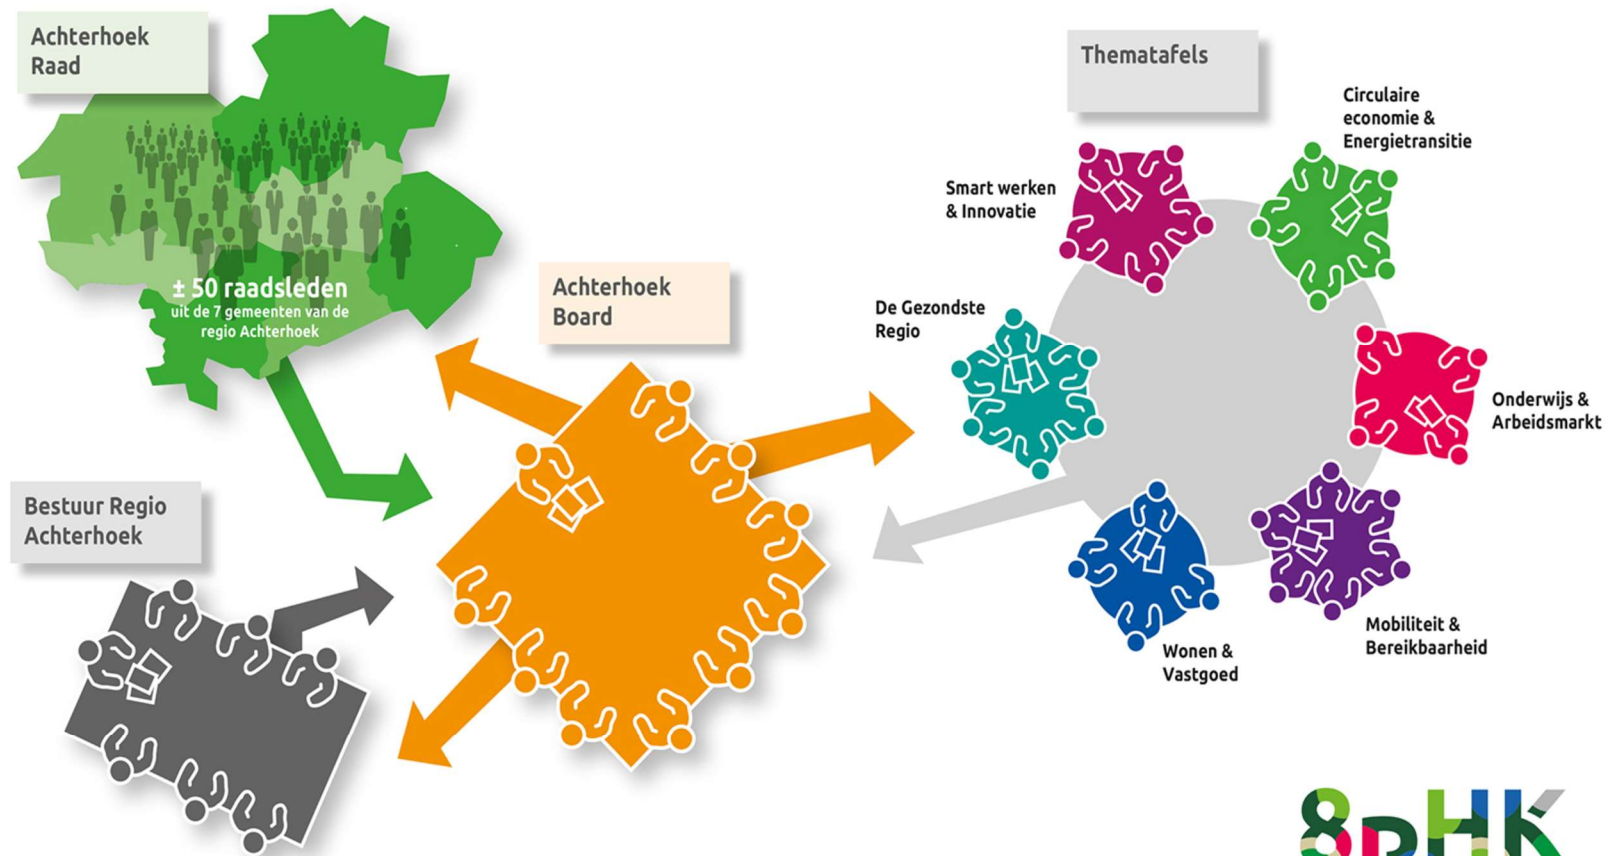 Achterhoek
Raad
± 50 raadsleden
uit de 7 gemeenten van de
regio Achterhoek
Bestuur Regio
Achterhoek
Achterhoek
Board
Thematafels
Circulaire
economie &
Energietransitie
Smart werken
& Innovatie
De Gezondste
Regio
Onderwijs &
Arbeidsmarkt
Mobiliteit &
Bereikbaarheid
Wonen &
Vastgoed
8RHK